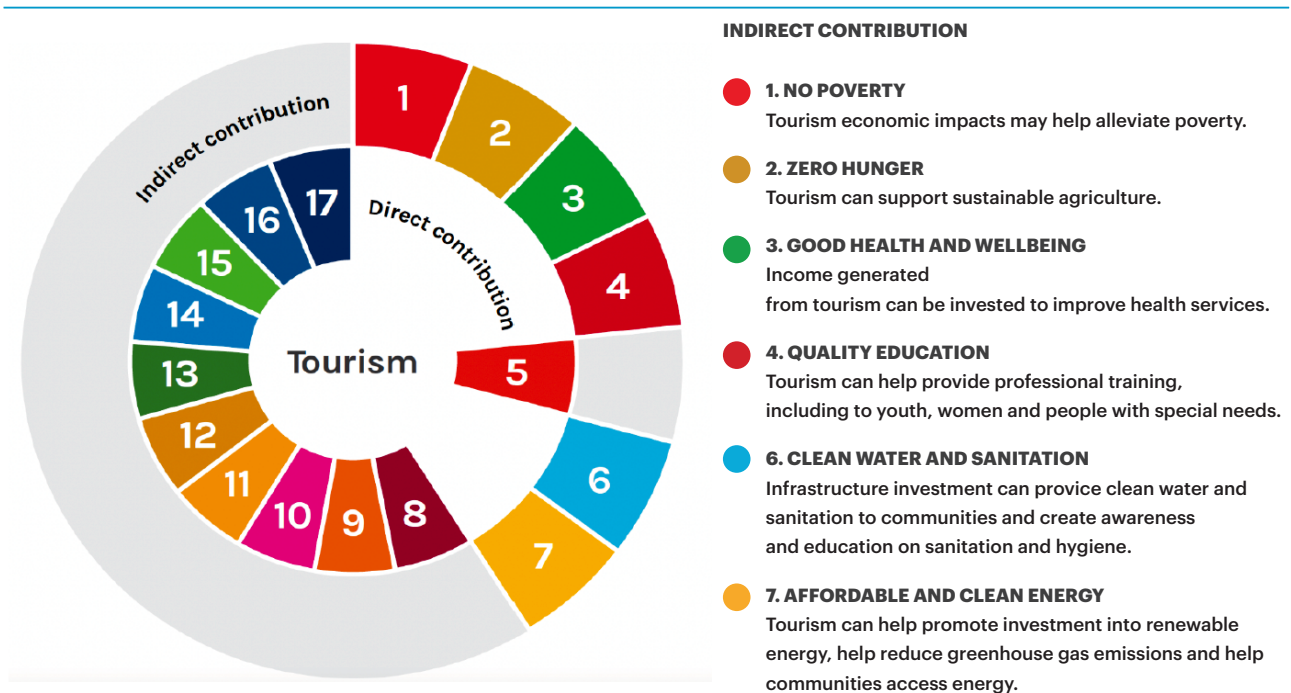 Indirect contribution
Direct contribution
Tourism
1
2
3
4
5
6
7
8
9
10
11
12
13
14
15
16
17
INDIRECT CONTRIBUTION
1. NO POVERTY
Tourism economic impacts may help alleviate poverty.
2. ZERO HUNGER
Tourism can support sustainable agriculture.
3. GOOD HEALTH AND WELLBEING
Income generated
from tourism can be invested to improve health services.
4. QUALITY EDUCATION
Tourism can help provide professional training,
including to youth, women and people with special needs.
6. CLEAN WATER AND SANITATION
Infrastructure investment can provice clean water and
sanitation to communities and create awareness
and education on sanitation and hygiene.
7. AFFORDABLE AND CLEAN ENERGY
Tourism can help promote investment into renewable
energy, help reduce greenhouse gas emissions and help
communities access energy.